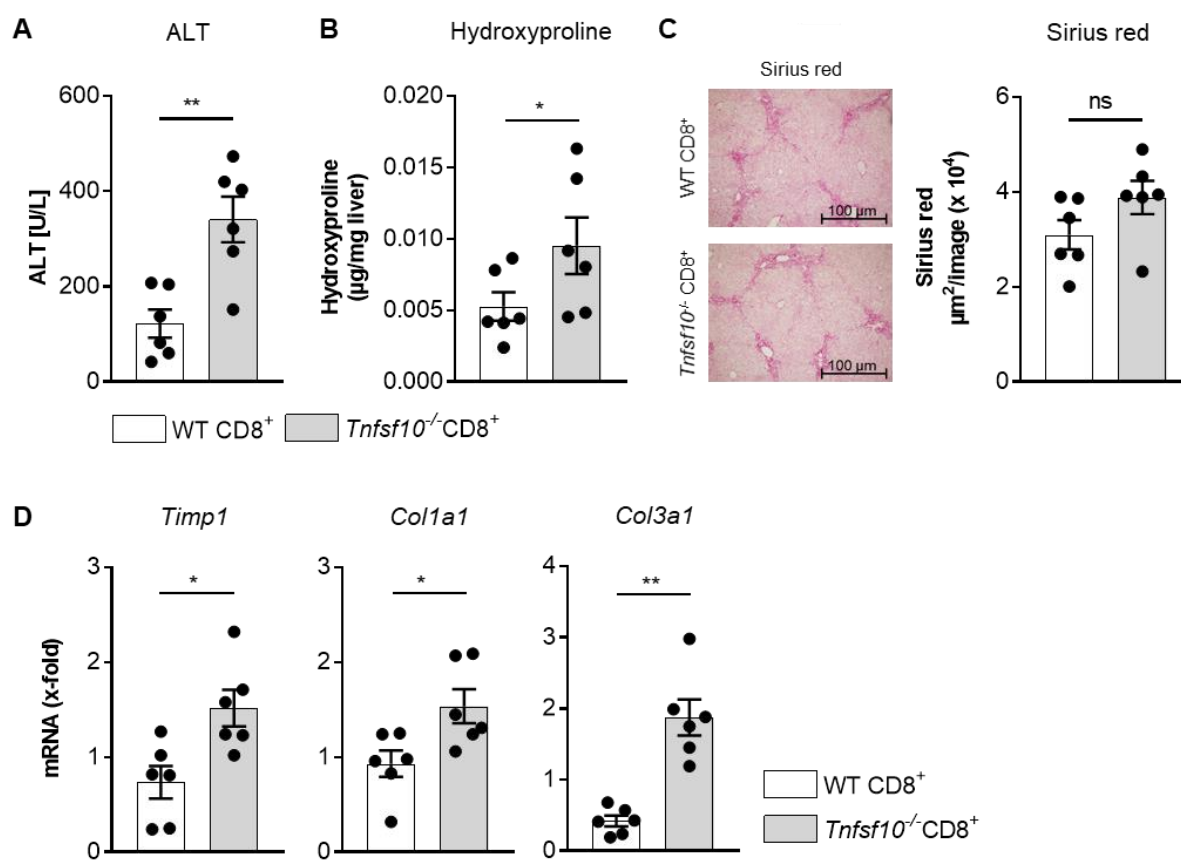 A
ALT
ALT [U/L]
600
400
200
0
**
B
Hydroxyproline
Hydroxyproline
(μg/mg liver)
0.020
0.015
0.010
0.005
0.000
*
C
Sirius red
WT CD8⁺
100 μm
Tnfsf10⁻/⁻ CD8⁺
100 μm
Sirius red
Sirius red
μm²/image (x 10⁴)
6
4
2
0
ns
WT CD8⁺
Tnfsf10⁻/⁻CD8⁺
D
mRNA (x-fold)
Timp1
3
2
1
0
*
Col1a1
3
2
1
0
*
Col3a1
4
3
2
1
0
**
WT CD8⁺
Tnfsf10⁻/⁻CD8⁺